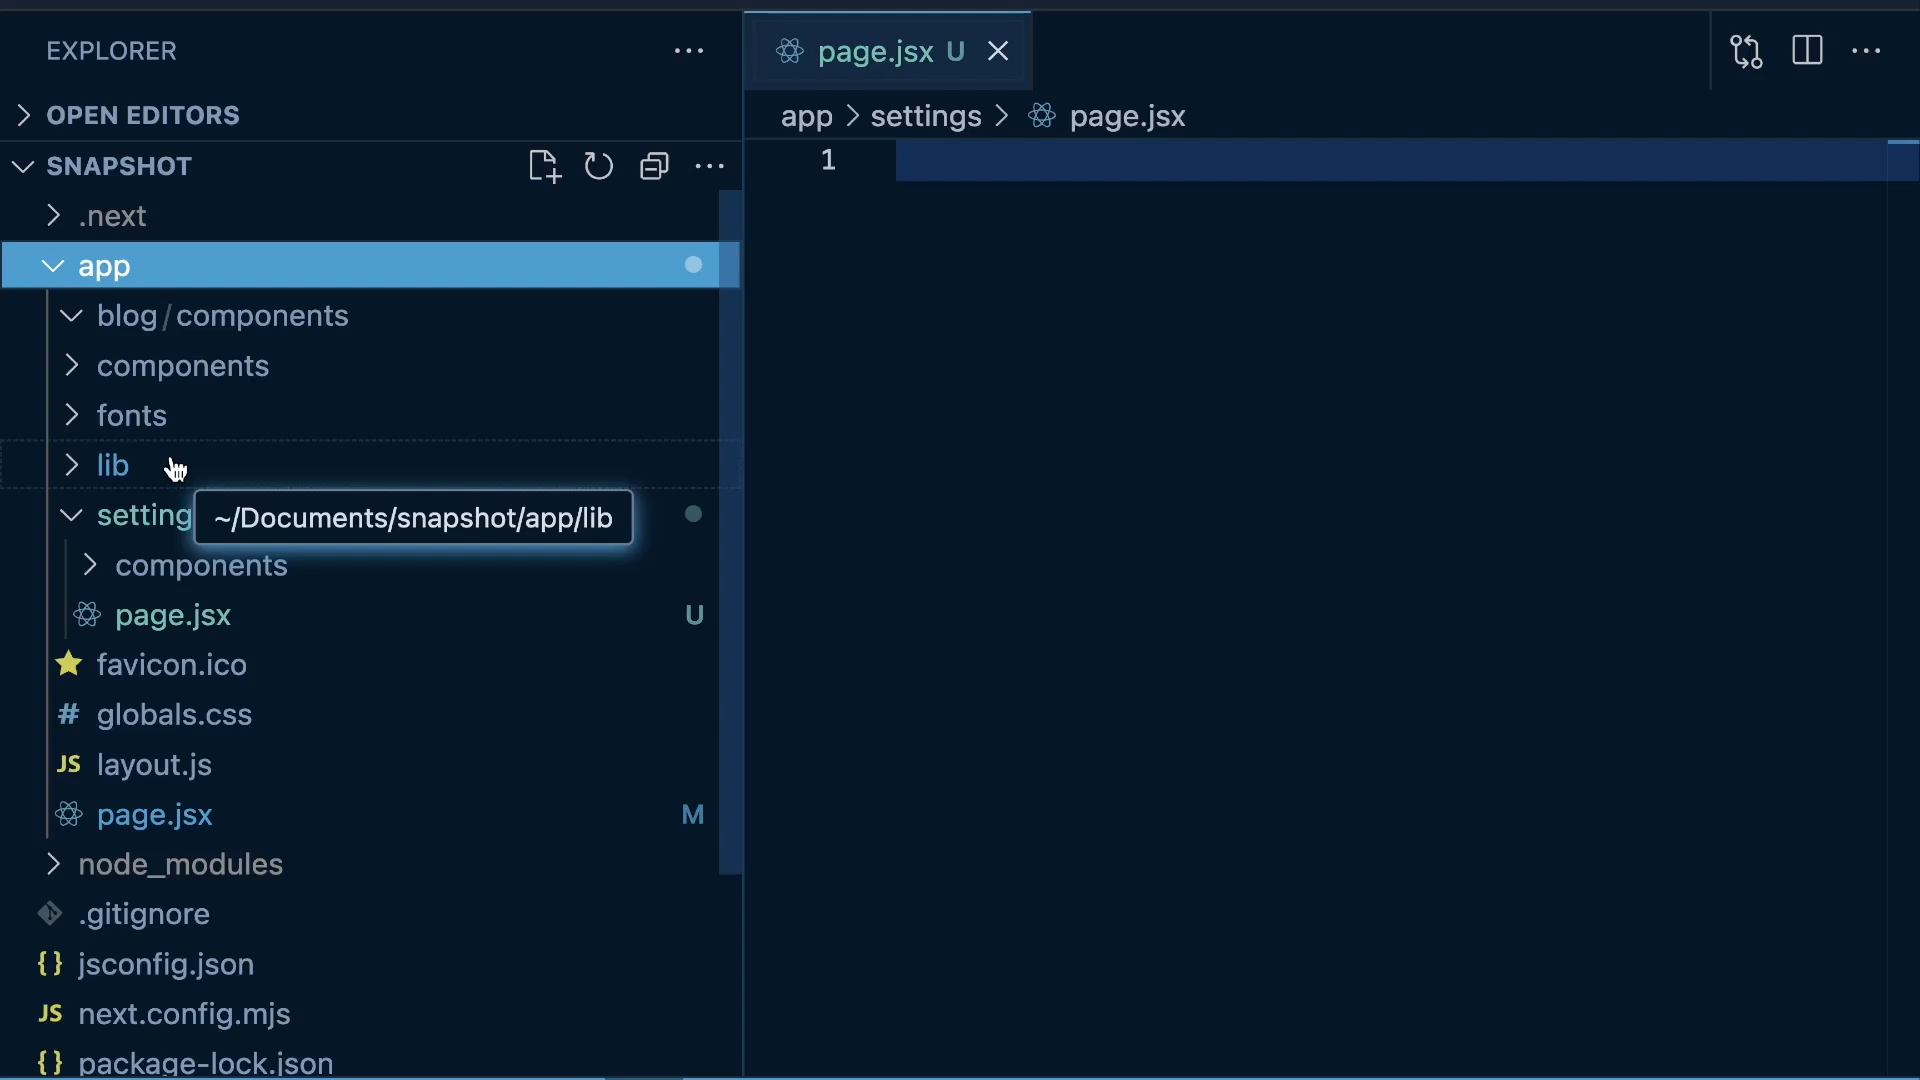 EXPLORER
OPEN EDITORS
SNAPSHOT
.next
app
blog/components
components
fonts
lib
~/Documents/snapshot/app/lib
setting
components
page.jsx U
favicon.ico
# globals.css
JS layout.js
page.jsx M
node_modules
.gitignore
{} jsconfig.json
JS next.config.mjs
{} package-lock.json
page.jsx U
app > settings > page.jsx
1